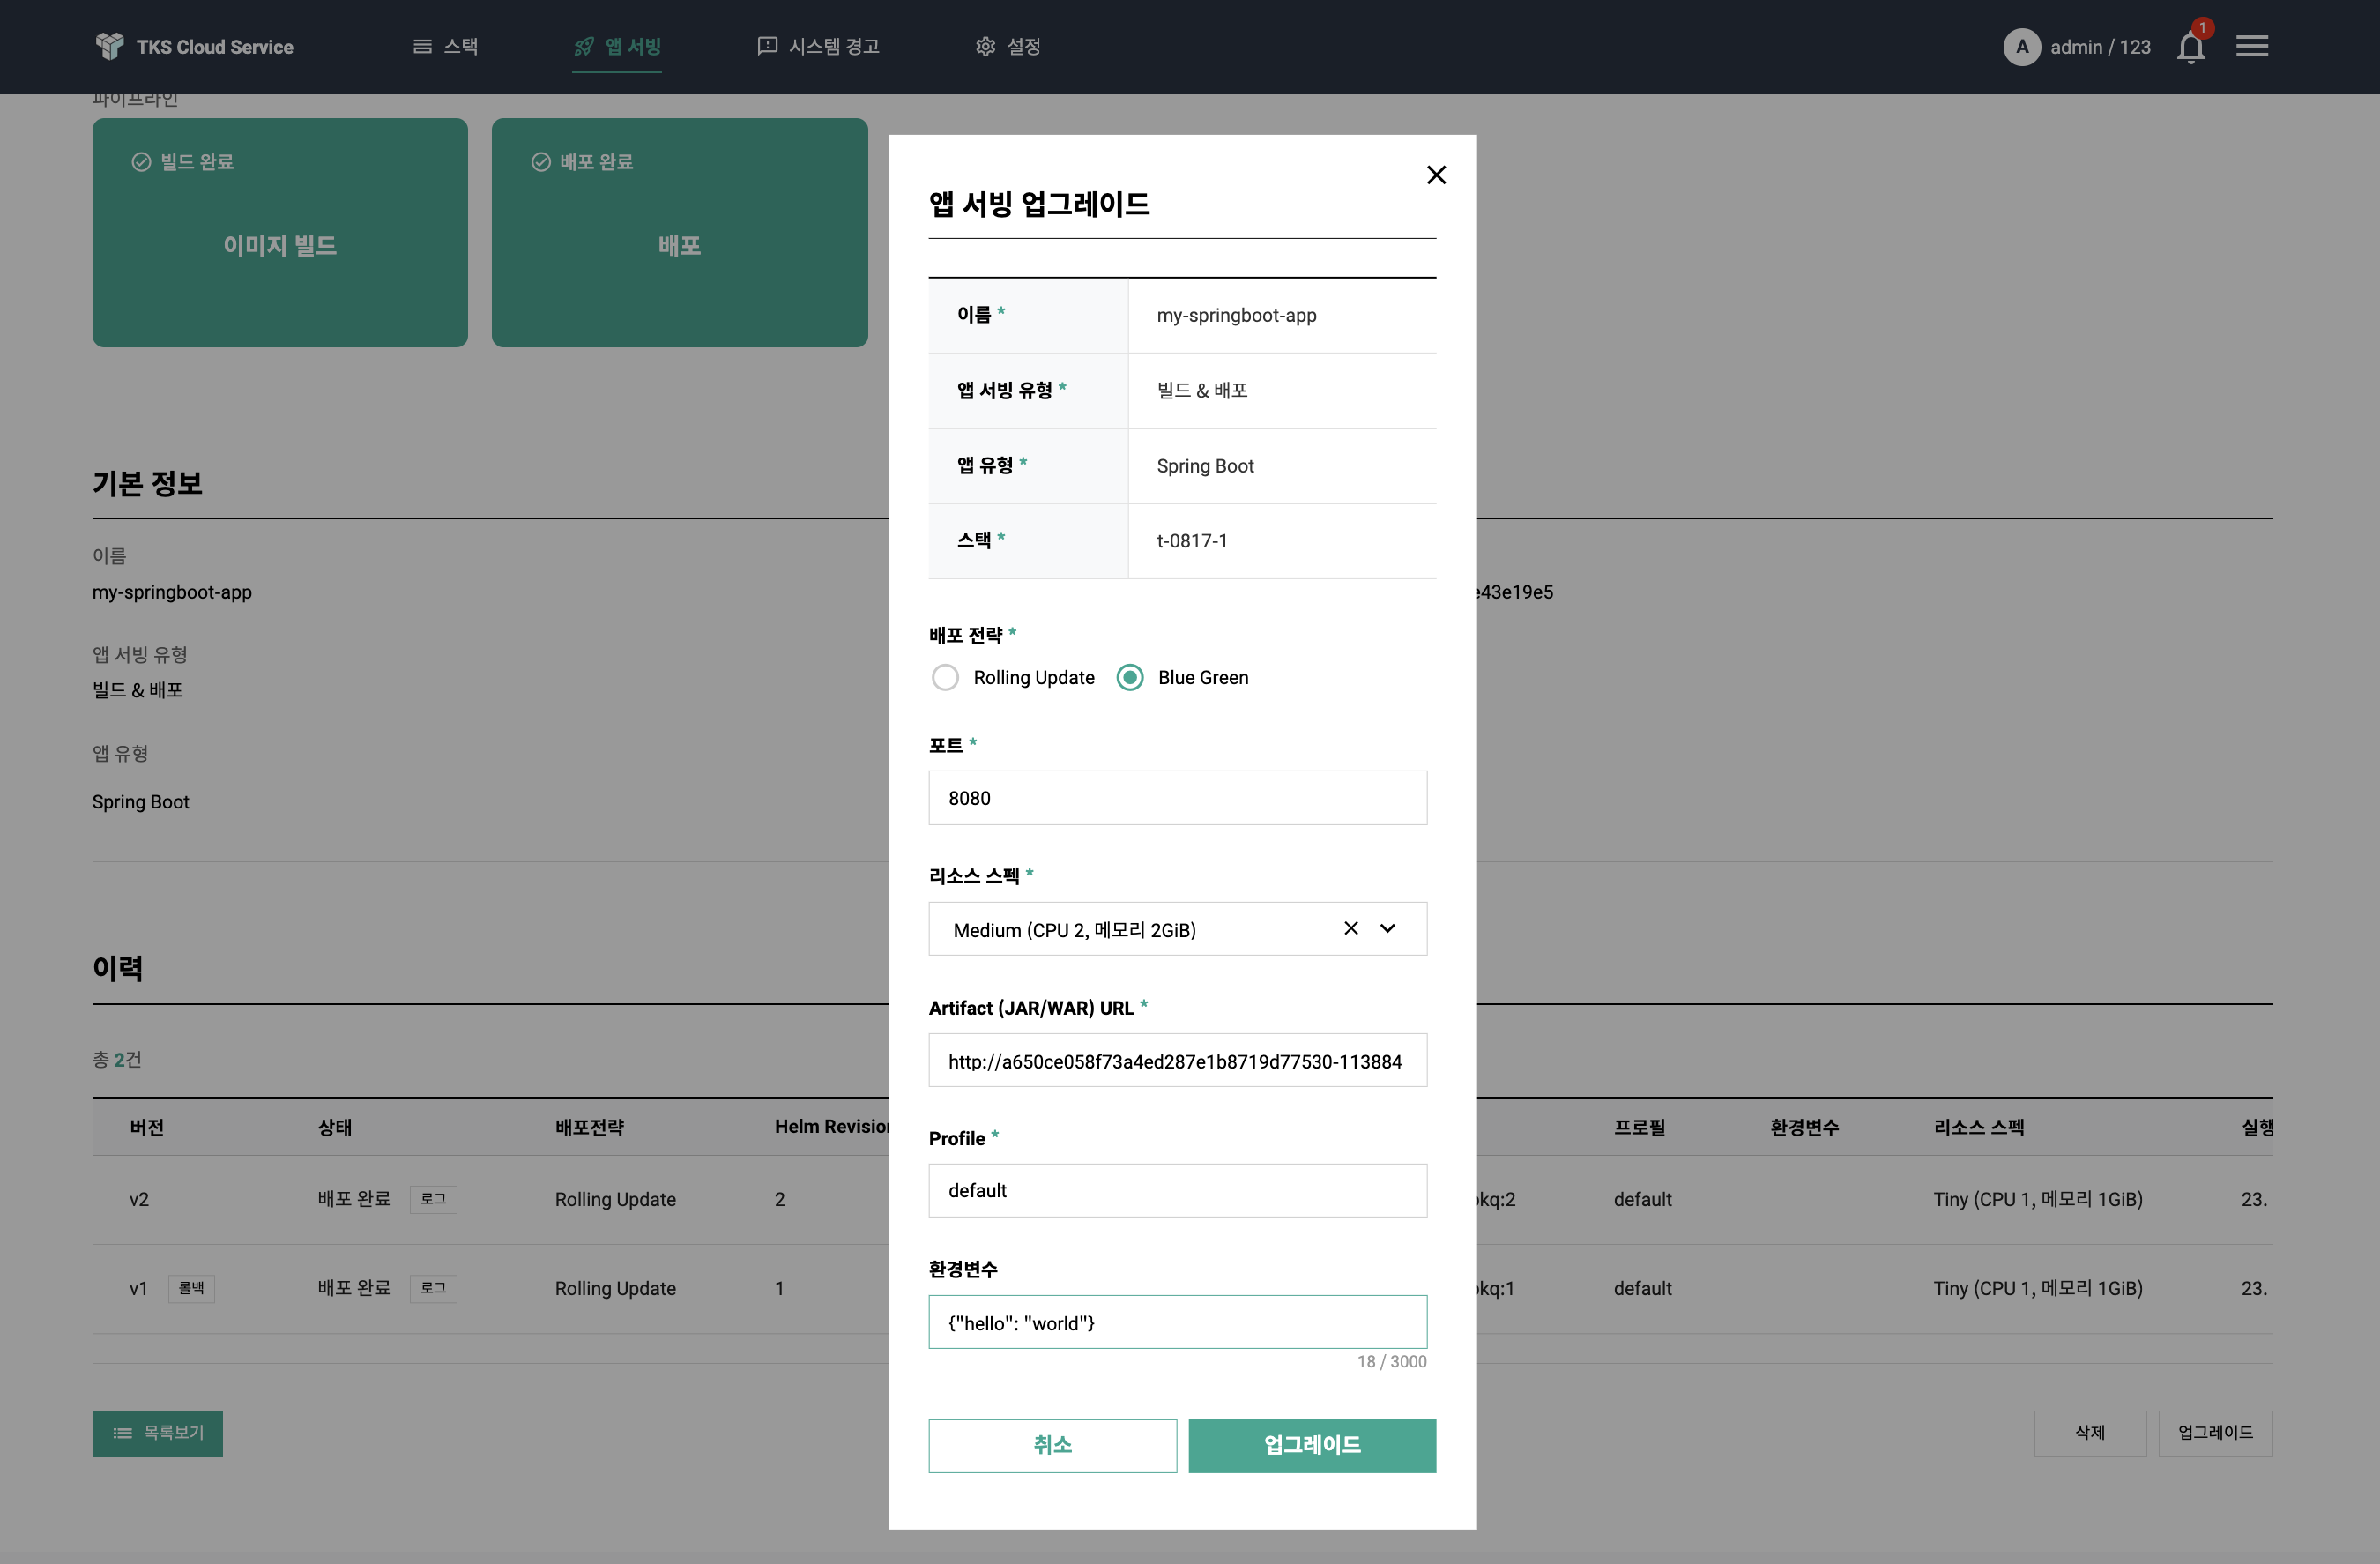 TKS Cloud Service
스택
앱 서빙
시스템 경고
설정
A
admin / 123
1
파이프라인
빌드 완료
이미지 빌드
배포 완료
배포
기본 정보
이름
my-springboot-app
e43e19e5
앱 서빙 유형
빌드 & 배포
앱 유형
Spring Boot
이력
총 2건
버전 상태 배포전략 Helm Revision 프로필 환경변수 리소스 스펙 실행
v2 배포 완료 로그 Rolling Update 2 kq:2 default Tiny (CPU 1, 메모리 1GiB) 23.
v1 롤백 배포 완료 로그 Rolling Update 1 kq:1 default Tiny (CPU 1, 메모리 1GiB) 23.
목록보기
삭제
업그레이드
앱 서빙 업그레이드
이름 * my-springboot-app
앱 서빙 유형 * 빌드 & 배포
앱 유형 * Spring Boot
스택 * t-0817-1
배포 전략 *
Rolling Update Blue Green
포트 *
8080
리소스 스펙 *
Medium (CPU 2, 메모리 2GiB)
Artifact (JAR/WAR) URL *
http://a650ce058f73a4ed287e1b8719d77530-113884
Profile *
default
환경변수
{"hello": "world"}
18 / 3000
취소
업그레이드